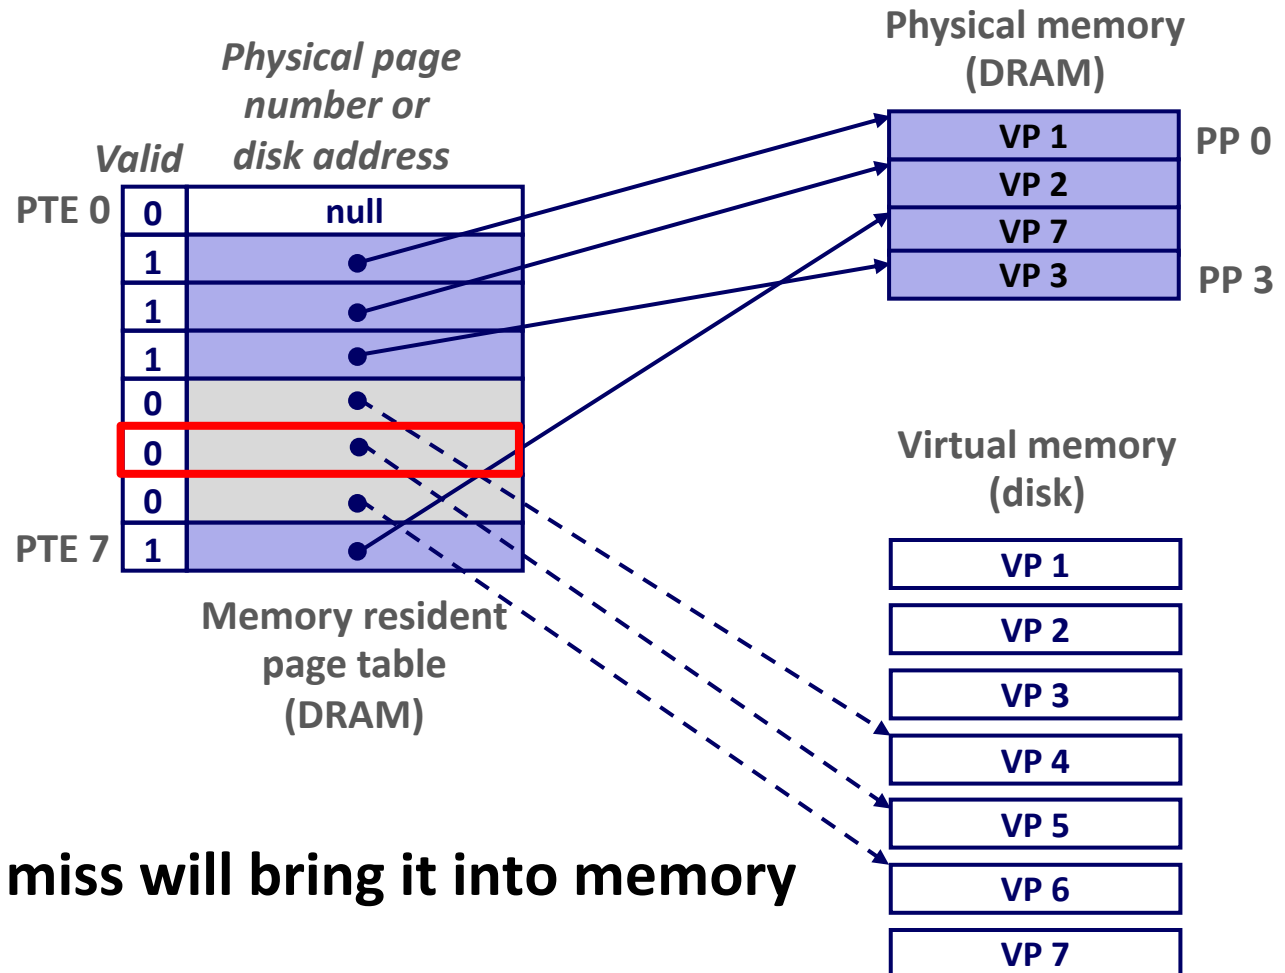 Physical page
number or
disk address
Valid
PTE 0
0
null
1
1
1
0
0
0
PTE 7
1
Memory resident
page table
(DRAM)
Physical memory
(DRAM)
VP 1
PP 0
VP 2
VP 7
VP 3
PP 3
Virtual memory
(disk)
VP 1
VP 2
VP 3
VP 4
VP 5
VP 6
VP 7
miss will bring it into memory